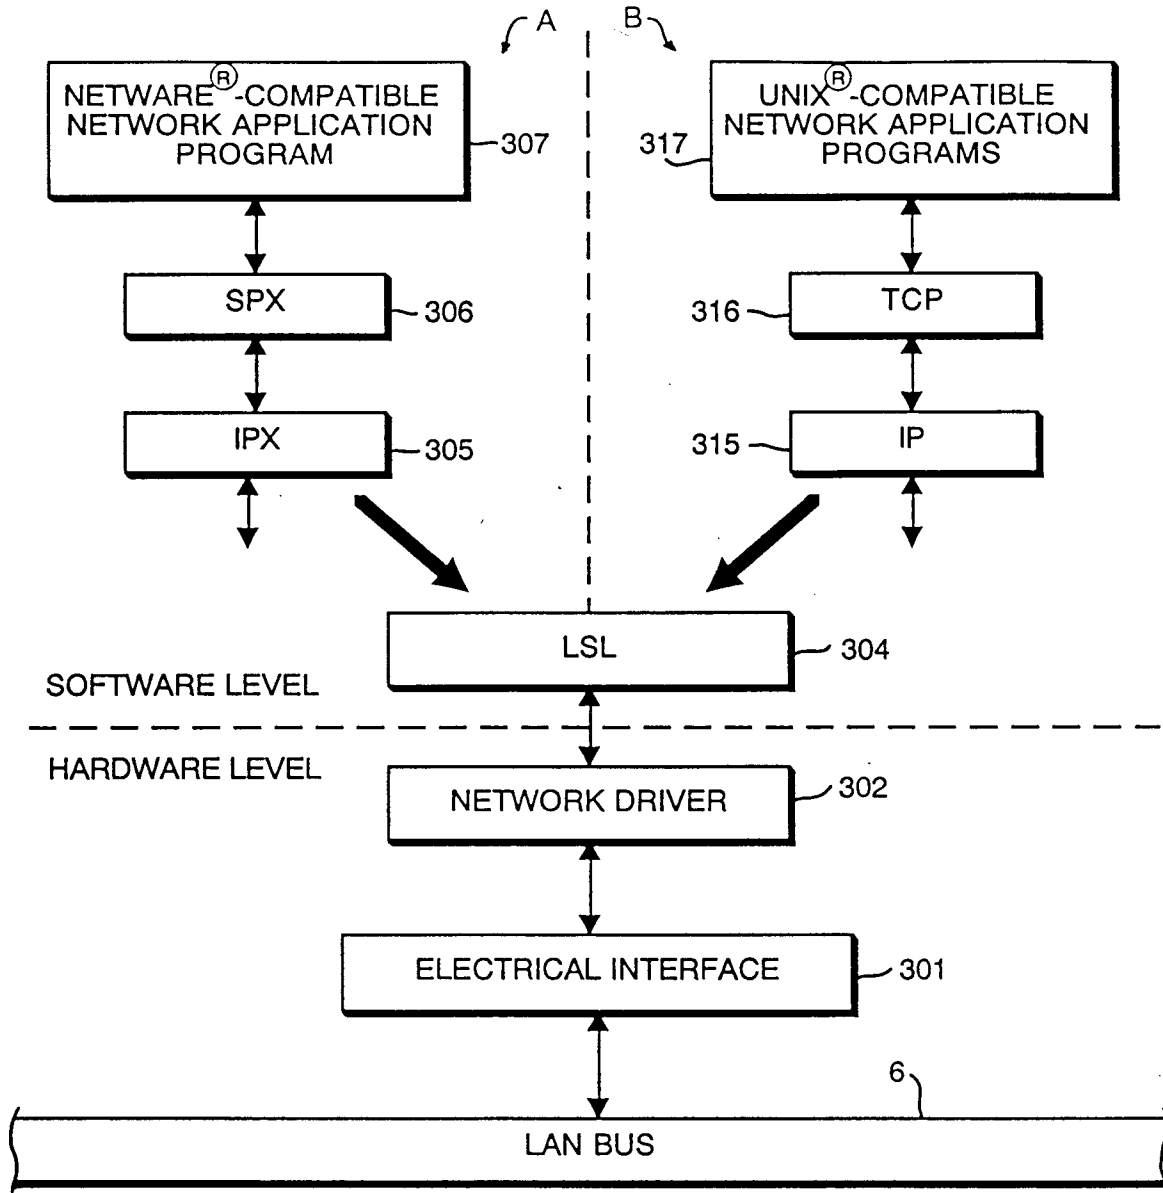 A
B
NETWARE®-COMPATIBLE
NETWORK APPLICATION
PROGRAM
307
UNIX®-COMPATIBLE
NETWORK APPLICATION
PROGRAMS
317
SPX
306
TCP
316
IPX
305
IP
315
LSL
304
SOFTWARE LEVEL
HARDWARE LEVEL
NETWORK DRIVER
302
ELECTRICAL INTERFACE
301
6
LAN BUS